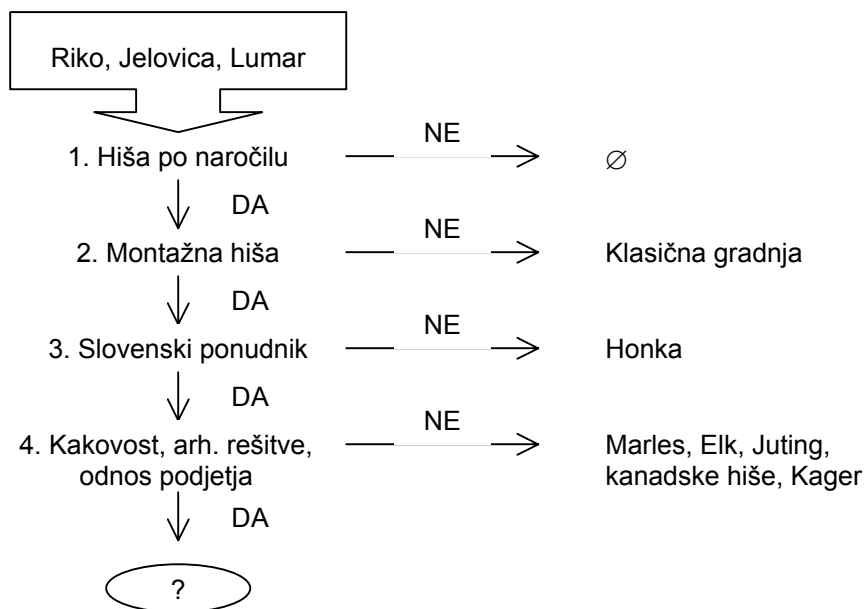 Riko, Jelovica, Lumar
NE
1. Hiša po naročilu
∅
DA
NE
2. Montažna hiša
Klasična gradnja
DA
NE
3. Slovenski ponudnik
Honka
DA
NE
4. Kakovost, arh. rešitve,
odnos podjetja
Marles, Elk, Juting,
kanadske hiše, Kager
DA
?